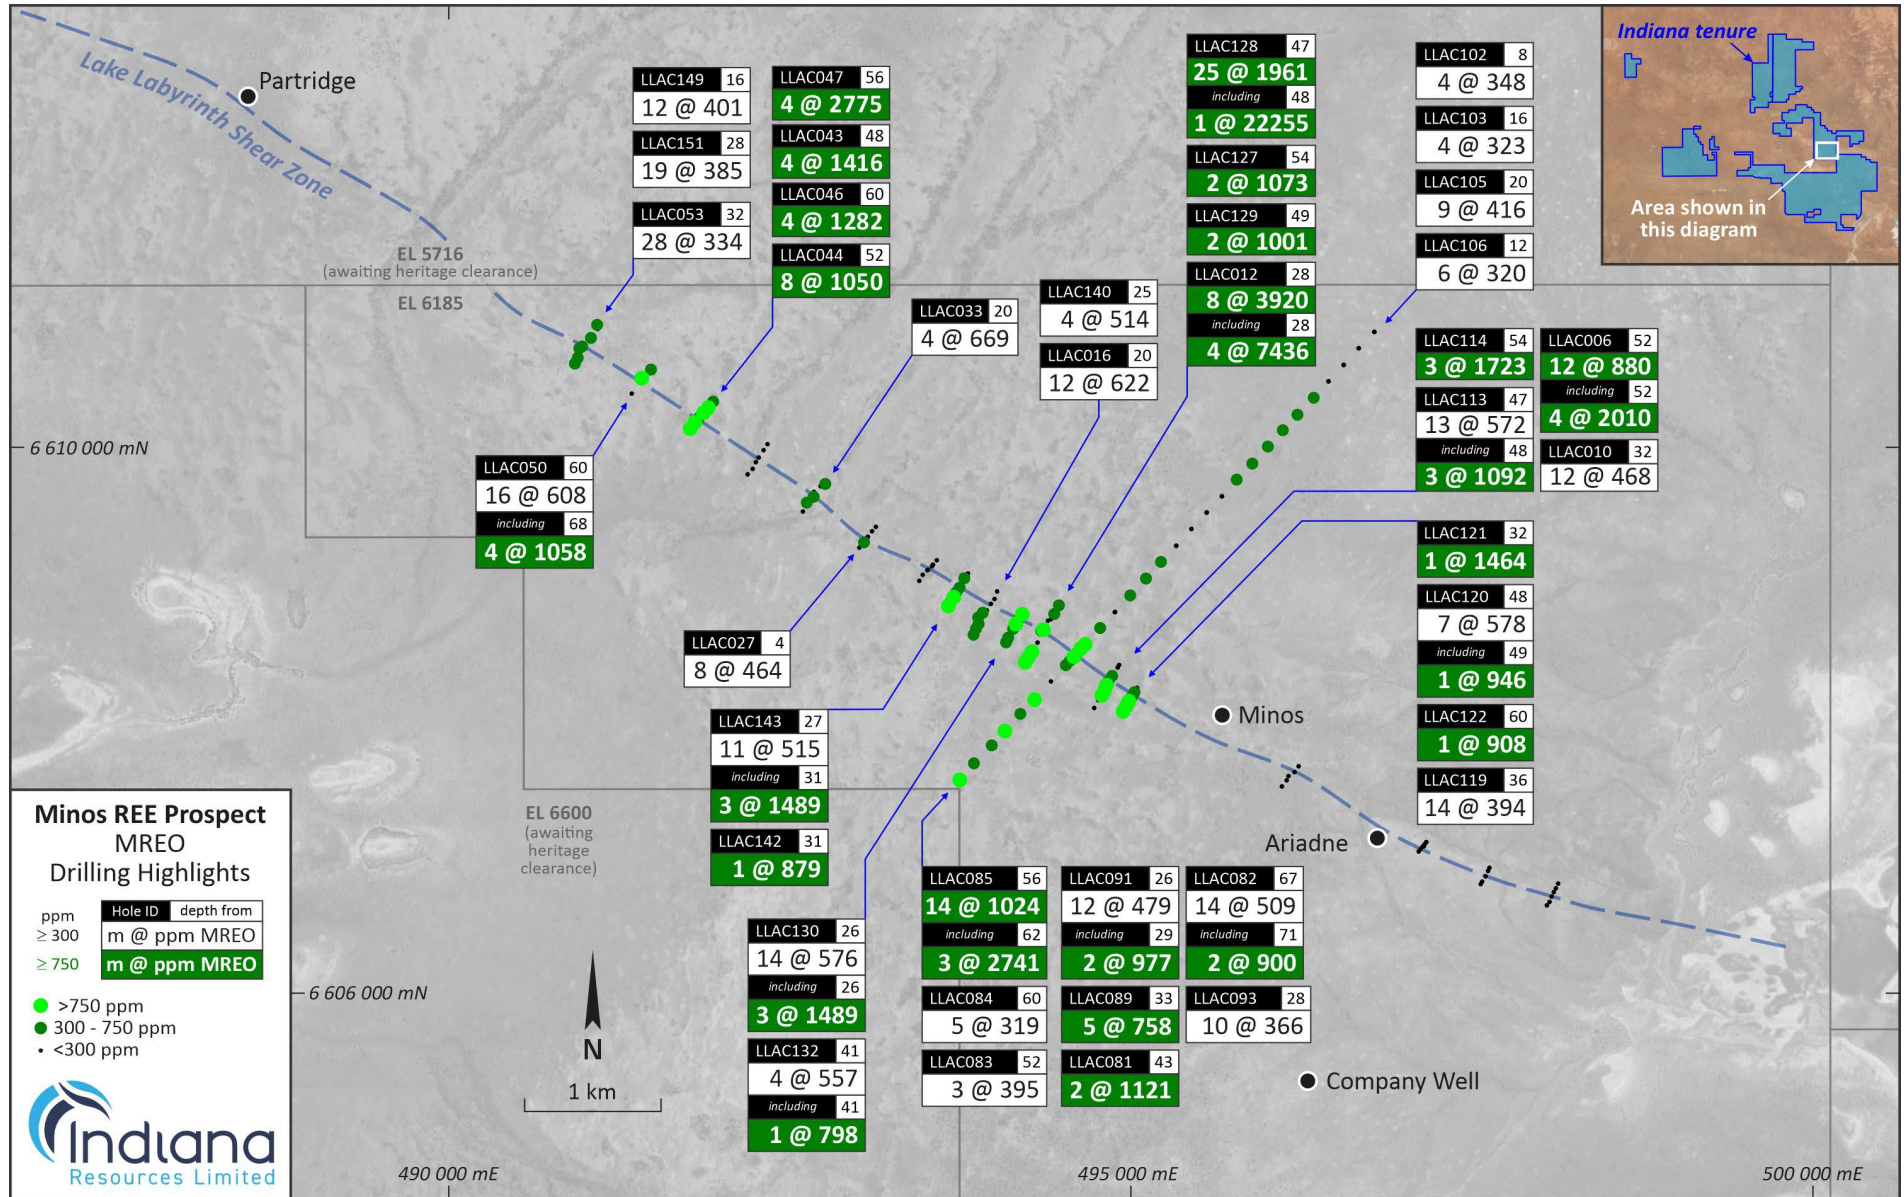 Indiana tenure
Area shown in
this diagram
Lake Labyrinth Shear Zone
Partridge
EL 5716
(awaiting heritage clearance)
EL 6185
6 610 000 mN
LLAC149 16
12 @ 401
LLAC151 28
19 @ 385
LLAC053 32
28 @ 334
LLAC047 56
4 @ 2775
LLAC043 48
4 @ 1416
LLAC046 60
4 @ 1282
LLAC044 52
8 @ 1050
LLAC033 20
4 @ 669
LLAC140 25
4 @ 514
LLAC016 20
12 @ 622
LLAC128 47
25 @ 1961
including 48
1 @ 22255
LLAC127 54
2 @ 1073
LLAC129 49
2 @ 1001
LLAC012 28
8 @ 3920
including 28
4 @ 7436
LLAC102 8
4 @ 348
LLAC103 16
4 @ 323
LLAC105 20
9 @ 416
LLAC106 12
6 @ 320
LLAC114 54
3 @ 1723
LLAC113 47
13 @ 572
including 48
3 @ 1092
LLAC006 52
12 @ 880
including 52
4 @ 2010
LLAC010 32
12 @ 468
LLAC121 32
1 @ 1464
LLAC120 48
7 @ 578
including 49
1 @ 946
LLAC122 60
1 @ 908
LLAC119 36
14 @ 394
LLAC050 60
16 @ 608
including 68
4 @ 1058
LLAC027 4
8 @ 464
LLAC143 27
11 @ 515
including 31
3 @ 1489
LLAC142 31
1 @ 879
LLAC130 26
14 @ 576
including 26
3 @ 1489
LLAC132 41
4 @ 557
including 41
1 @ 798
LLAC085 56
14 @ 1024
including 62
3 @ 2741
LLAC084 60
5 @ 319
LLAC083 52
3 @ 395
LLAC091 26
12 @ 479
including 29
2 @ 977
LLAC089 33
5 @ 758
LLAC081 43
2 @ 1121
LLAC082 67
14 @ 509
including 71
2 @ 900
LLAC093 28
10 @ 366
Minos
Ariadne
Company Well
EL 6600
(awaiting
heritage
clearance)
6 606 000 mN
N
1 km
490 000 mE
495 000 mE
500 000 mE
Minos REE Prospect
MREO
Drilling Highlights
ppm
Hole ID depth from
≥ 300 m @ ppm MREO
≥ 750 m @ ppm MREO
>750 ppm
300 - 750 ppm
<300 ppm
Indiana
Resources Limited